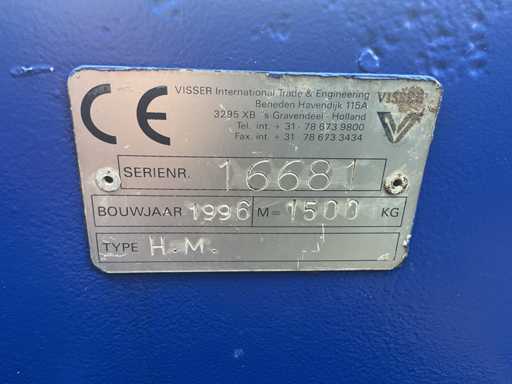 CE
VISSER International Trade & Engineering
Beneden Havendijk 115A
3295 XB 's Gravendeel - Holland
Tel. int. + 31 - 78 673 9800
Fax int. + 31 - 78 673 3434
VISSER
SERIENR. 16681
BOUWJAAR 1996 M = 1500 KG
TYPE H.M.